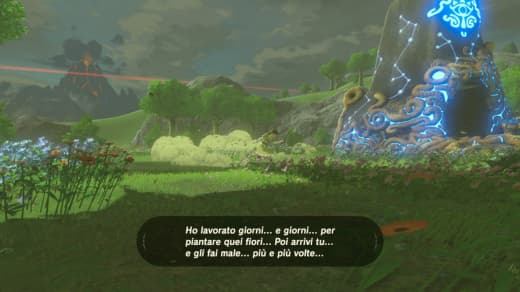 Ho lavorato giorni... e giorni... per
piantare quei fiori... Poi arrivi tu...
e gli fai male... più e più volte...